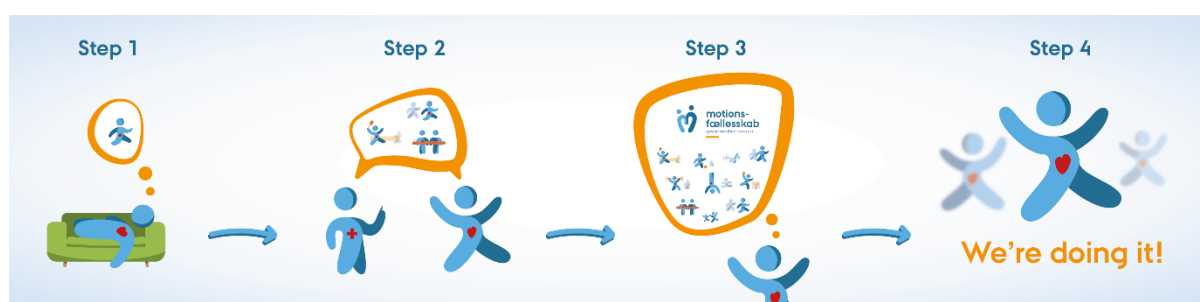 Step 1
Step 2
Step 3
Step 4
motions-
fællesskab
We're doing it!